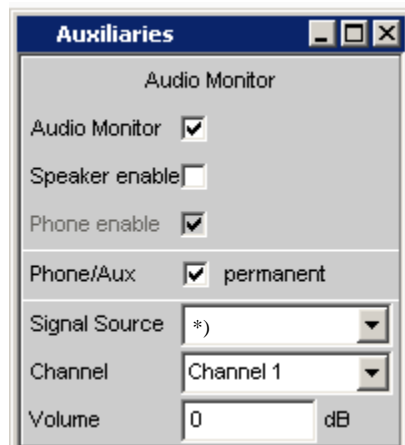 Auxiliaries
Audio Monitor
Audio Monitor
Speaker enable
Phone enable
Phone/Aux permanent
Signal Source *)
Channel Channel 1
Volume 0 dB